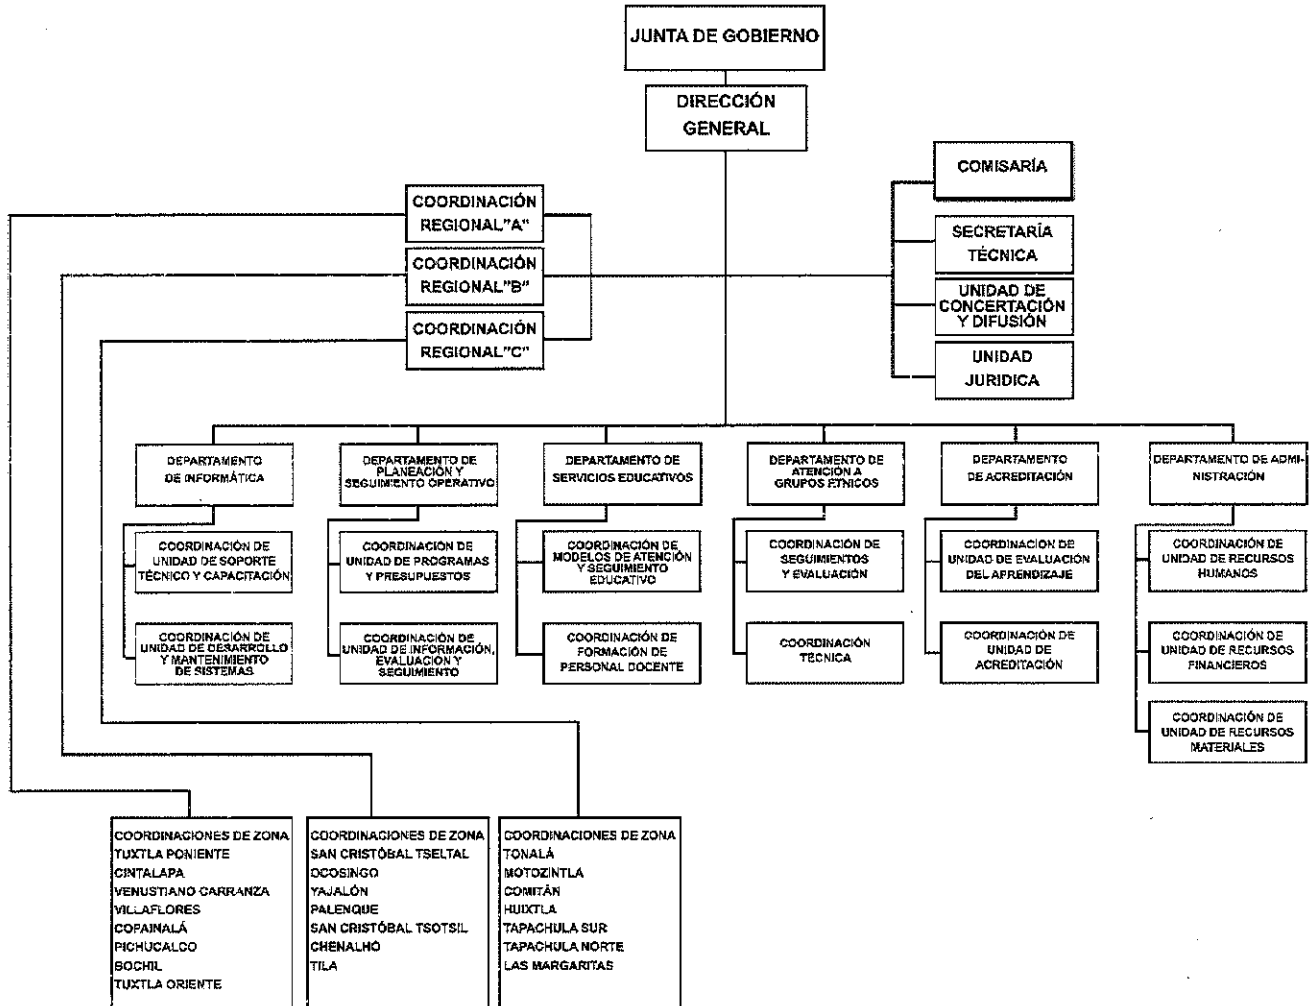 JUNTA DE GOBIERNO
DIRECCIÓN
GENERAL
COMISARÍA
SECRETARÍA
TÉCNICA
UNIDAD DE
CONCERTACIÓN
Y DIFUSIÓN
UNIDAD
JURIDICA
COORDINACIÓN
REGIONAL"A"
COORDINACIÓN
REGIONAL"B"
COORDINACIÓN
REGIONAL"C"
DEPARTAMENTO
DE INFORMÁTICA
DEPARTAMENTO DE
PLANEACIÓN Y
SEGUIMIENTO OPERATIVO
DEPARTAMENTO DE
SERVICIOS EDUCATIVOS
DEPARTAMENTO DE
ATENCIÓN A
GRUPOS ETNICOS
DEPARTAMENTO
DE ACREDITACIÓN
DEPARTAMENTO DE ADMI-
NISTRACIÓN
COORDINACIÓN DE
UNIDAD DE SOPORTE
TÉCNICO Y CAPACITACIÓN
COORDINACIÓN DE
UNIDAD DE PROGRAMAS
Y PRESUPUESTOS
COORDINACIÓN DE
MODELOS DE ATENCIÓN
Y SEGUIMIENTO
EDUCATIVO
COORDINACIÓN DE
SEGUIMIENTOS
Y EVALUACIÓN
COORDINACIÓN DE
UNIDAD DE EVALUACIÓN
DEL APRENDIZAJE
COORDINACIÓN DE
UNIDAD DE RECURSOS
HUMANOS
COORDINACIÓN DE
UNIDAD DE DESARROLLO
Y MANTENIMIENTO
DE SISTEMAS
COORDINACIÓN DE
UNIDAD DE INFORMACIÓN,
EVALUACIÓN Y
SEGUIMIENTO
COORDINACIÓN DE
FORMACIÓN DE
PERSONAL DOCENTE
COORDINACIÓN
TÉCNICA
COORDINACIÓN DE
UNIDAD DE
ACREDITACIÓN
COORDINACIÓN DE
UNIDAD DE RECURSOS
FINANCIEROS
COORDINACIÓN DE
UNIDAD DE RECURSOS
MATERIALES
COORDINACIONES DE ZONA
TUXTLA PONIENTE
CINTALAPA
VENUSTIANO CARRANZA
VILLAFLORES
COPAINALÁ
PICHUCALCO
BOCHIL
TUXTLA ORIENTE
COORDINACIONES DE ZONA
SAN CRISTÓBAL TSELTAL
OCOSINGO
YAJALÓN
PALENQUE
SAN CRISTÓBAL TSOTSIL
CHENALHO
TILA
COORDINACIONES DE ZONA
TONALÁ
MOTOZINTLA
COMITÁN
HUIXTLA
TAPACHULA SUR
TAPACHULA NORTE
LAS MARGARITAS